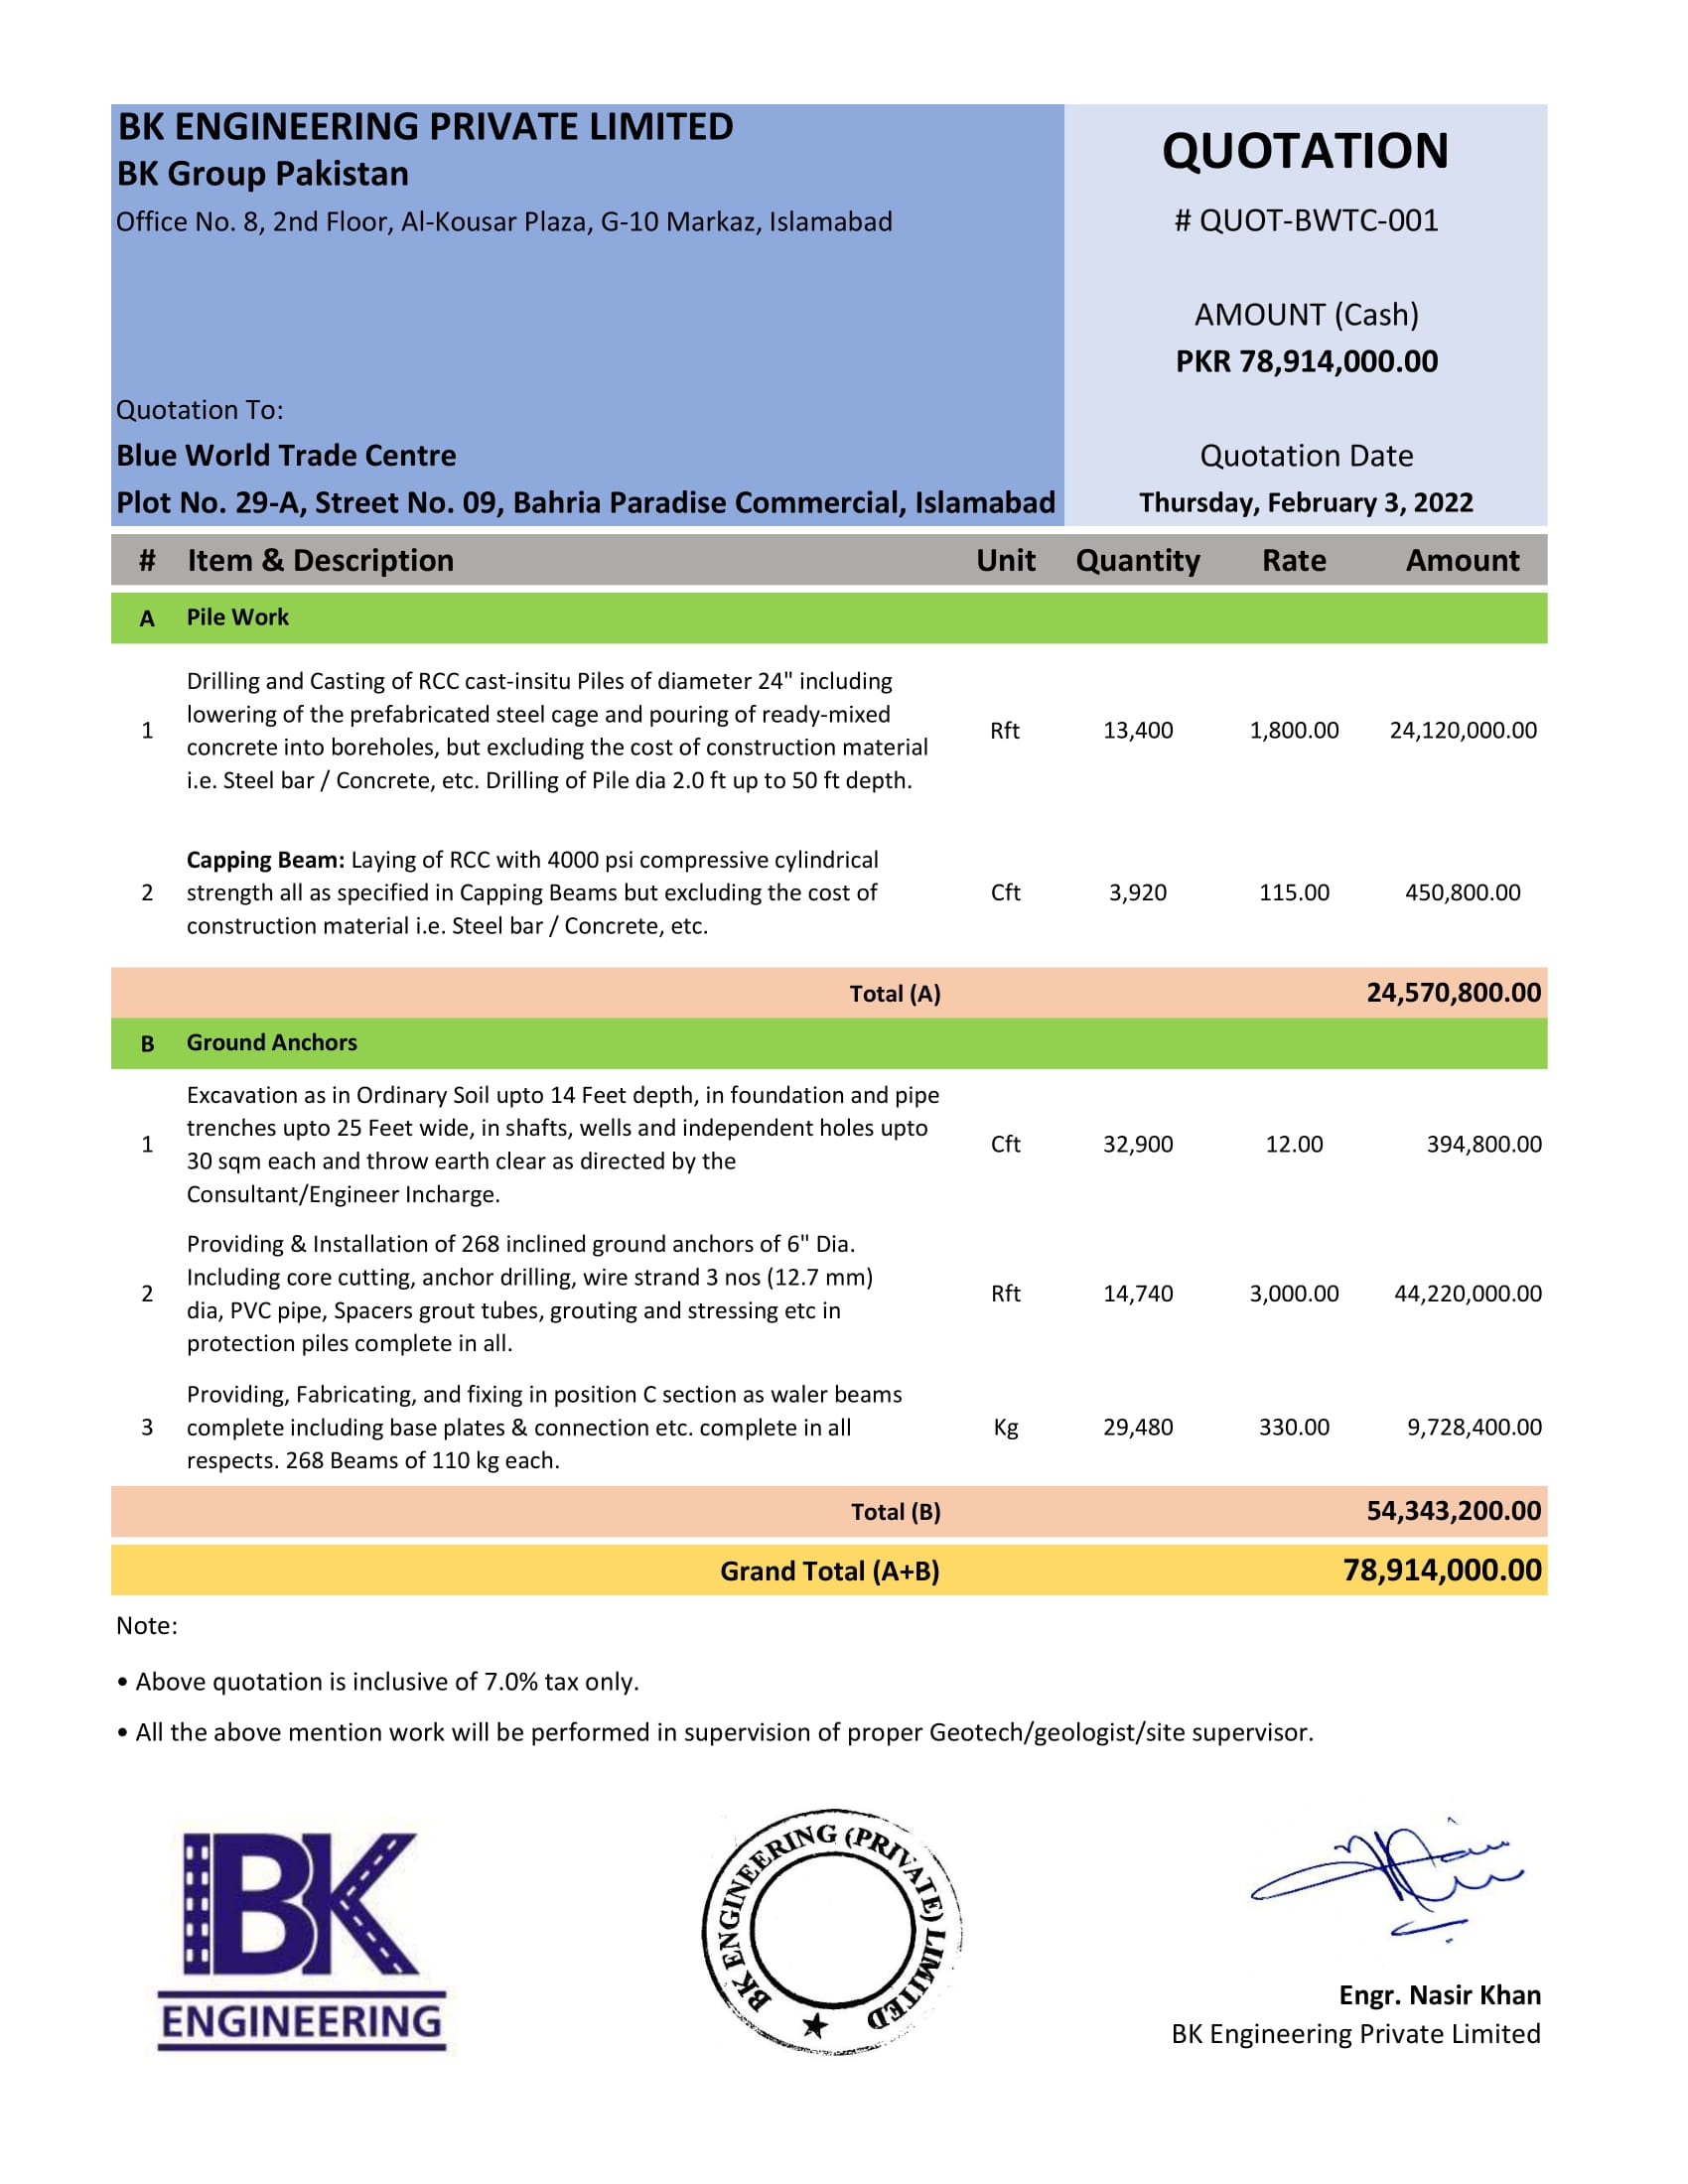 BK ENGINEERING PRIVATE LIMITED
BK Group Pakistan
Office No. 8, 2nd Floor, Al-Kousar Plaza, G-10 Markaz, Islamabad
QUOTATION
# QUOT-BWTC-001
AMOUNT (Cash)
PKR 78,914,000.00
Quotation To:
Blue World Trade Centre
Plot No. 29-A, Street No. 09, Bahria Paradise Commercial, Islamabad
Quotation Date
Thursday, February 3, 2022
# Item & Description Unit Quantity Rate Amount
A Pile Work
Drilling and Casting of RCC cast-insitu Piles of diameter 24" including
lowering of the prefabricated steel cage and pouring of ready-mixed
1 concrete into boreholes, but excluding the cost of construction material Rft 13,400 1,800.00 24,120,000.00
i.e. Steel bar / Concrete, etc. Drilling of Pile dia 2.0 ft up to 50 ft depth.
Capping Beam: Laying of RCC with 4000 psi compressive cylindrical
2 strength all as specified in Capping Beams but excluding the cost of Cft 3,920 115.00 450,800.00
construction material i.e. Steel bar / Concrete, etc.
Total (A) 24,570,800.00
B Ground Anchors
Excavation as in Ordinary Soil upto 14 Feet depth, in foundation and pipe
trenches upto 25 Feet wide, in shafts, wells and independent holes upto
1 30 sqm each and throw earth clear as directed by the Cft 32,900 12.00 394,800.00
Consultant/Engineer Incharge.
Providing & Installation of 268 inclined ground anchors of 6" Dia.
Including core cutting, anchor drilling, wire strand 3 nos (12.7 mm)
2 dia, PVC pipe, Spacers grout tubes, grouting and stressing etc in Rft 14,740 3,000.00 44,220,000.00
protection piles complete in all.
Providing, Fabricating, and fixing in position C section as waler beams
3 complete including base plates & connection etc. complete in all Kg 29,480 330.00 9,728,400.00
respects. 268 Beams of 110 kg each.
Total (B) 54,343,200.00
Grand Total (A+B) 78,914,000.00
Note:
• Above quotation is inclusive of 7.0% tax only.
• All the above mention work will be performed in supervision of proper Geotech/geologist/site supervisor.
BK
ENGINEERING
BK ENGINEERING (PRIVATE) LIMITED
Engr. Nasir Khan
BK Engineering Private Limited